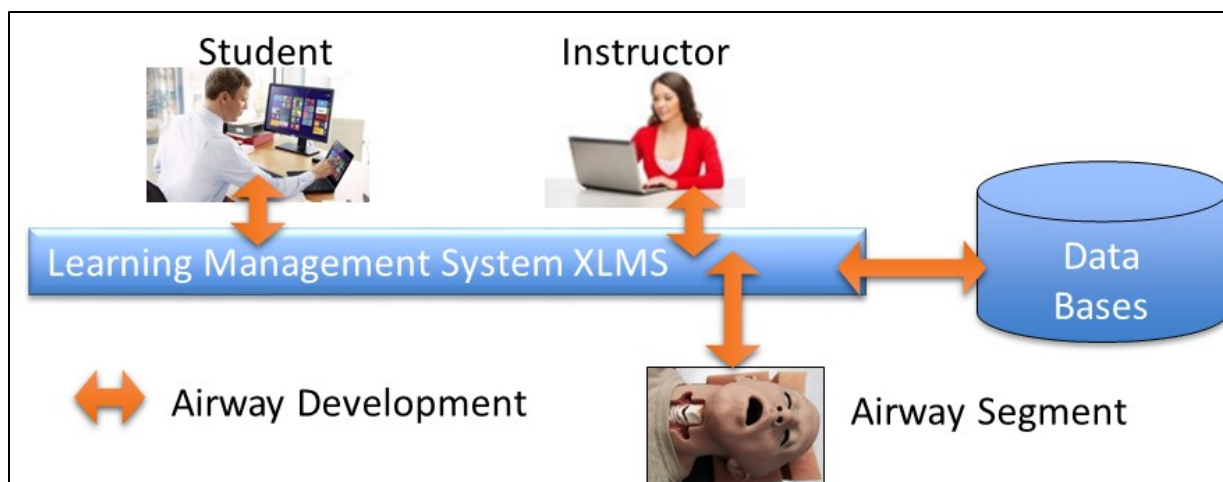 Student
Instructor
Learning Management System XLMS
Data
Bases
Airway Development
Airway Segment